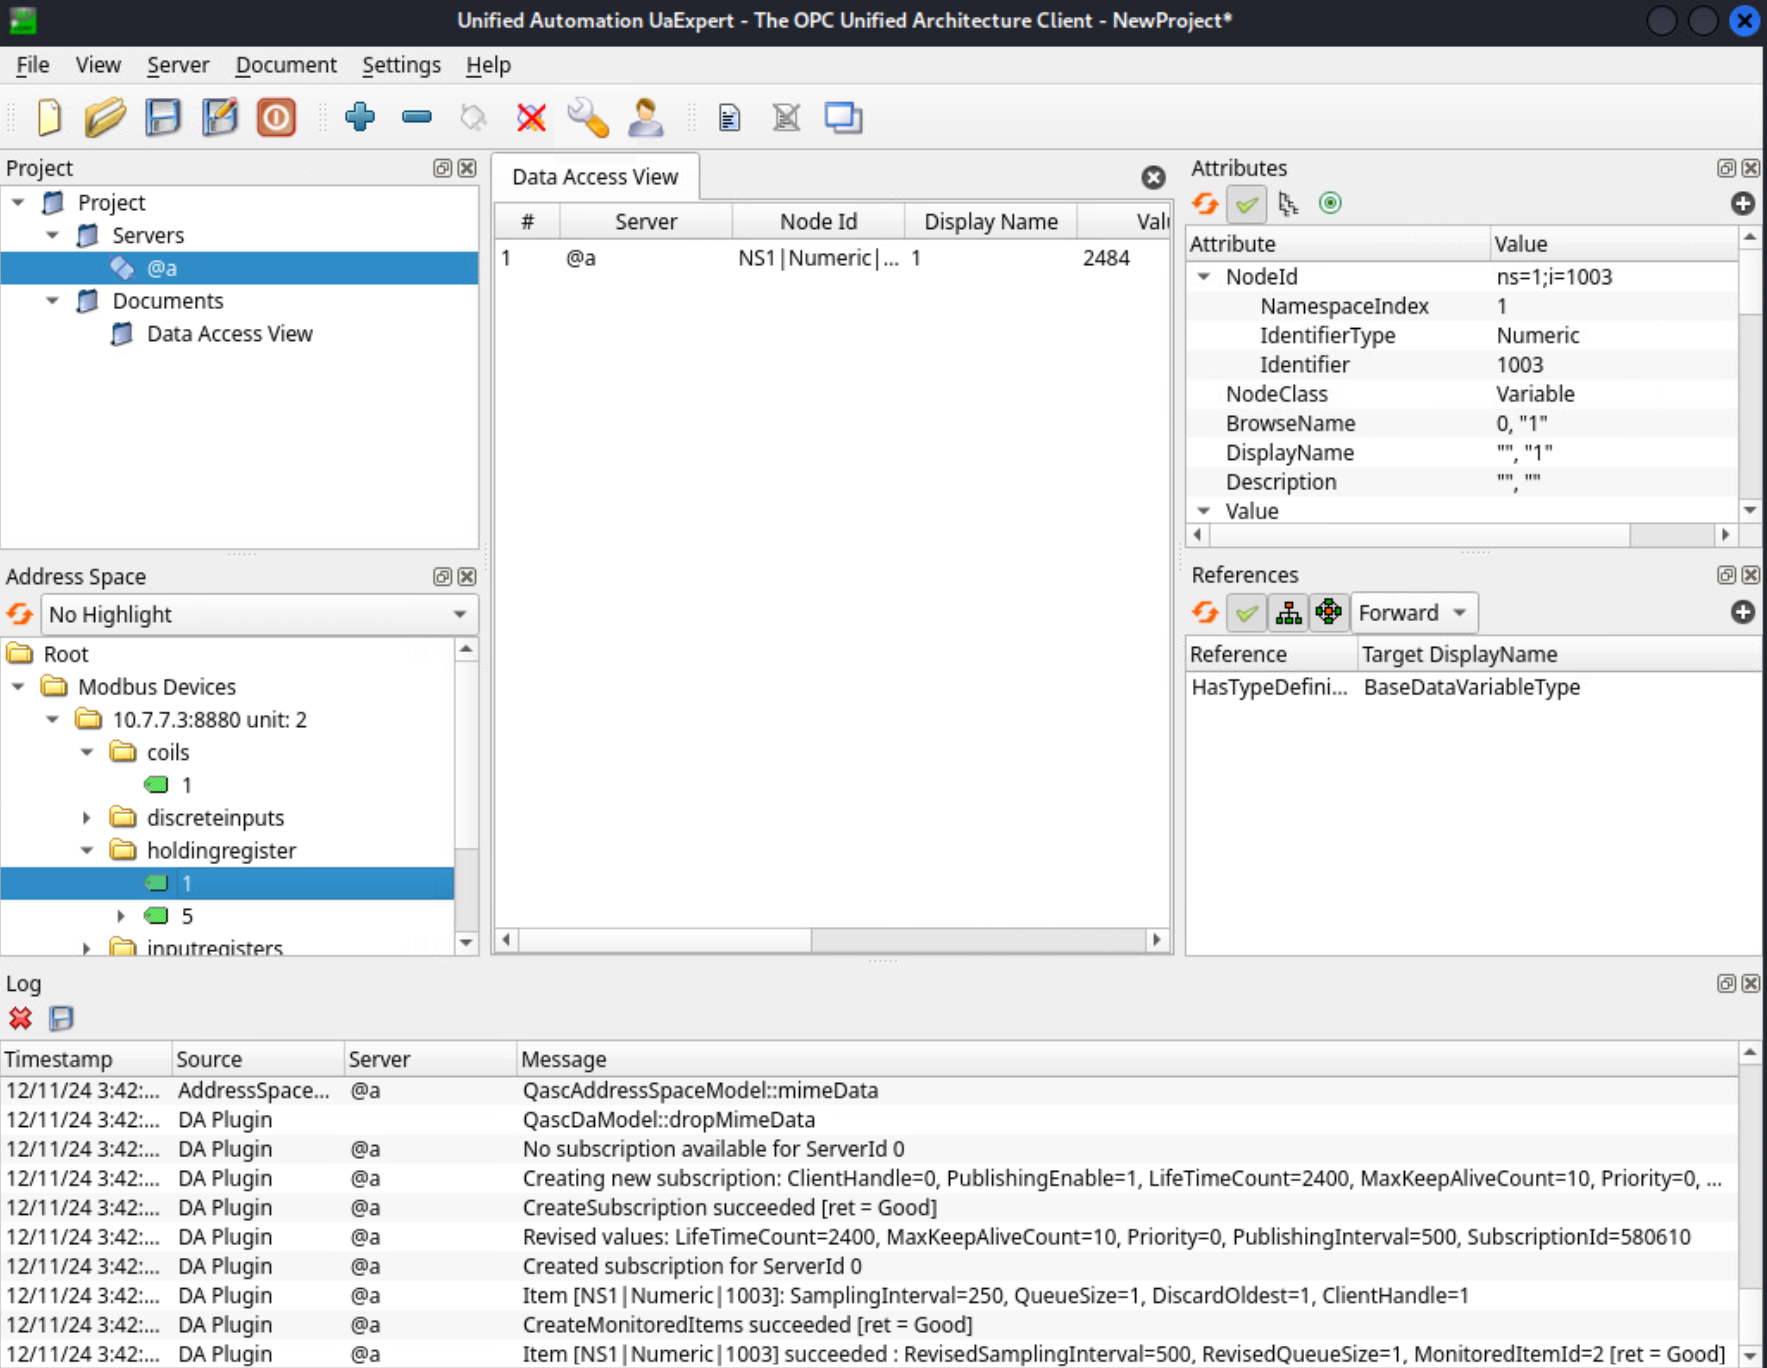 Unified Automation UaExpert - The OPC Unified Architecture Client - NewProject*
File View Server Document Settings Help
Project
Project
Servers
@a
Documents
Data Access View
Address Space
No Highlight
Root
Modbus Devices
10.7.7.3:8880 unit: 2
coils
1
discreteinputs
holdingregister
1
5
inputregisters
Data Access View
# Server Node Id Display Name Valu
1 @a NS1|Numeric|... 1 2484
Attributes
Attribute Value
NodeId ns=1;i=1003
NamespaceIndex 1
IdentifierType Numeric
Identifier 1003
NodeClass Variable
BrowseName 0, "1"
DisplayName "", "1"
Description "", ""
Value
References
Forward
Reference Target DisplayName
HasTypeDefini... BaseDataVariableType
Log
Timestamp Source Server Message
12/11/24 3:42:... AddressSpace... @a QascAddressSpaceModel::mimeData
12/11/24 3:42:... DA Plugin QascDaModel::dropMimeData
12/11/24 3:42:... DA Plugin @a No subscription available for ServerId 0
12/11/24 3:42:... DA Plugin @a Creating new subscription: ClientHandle=0, PublishingEnable=1, LifeTimeCount=2400, MaxKeepAliveCount=10, Priority=0, ...
12/11/24 3:42:... DA Plugin @a CreateSubscription succeeded [ret = Good]
12/11/24 3:42:... DA Plugin @a Revised values: LifeTimeCount=2400, MaxKeepAliveCount=10, Priority=0, PublishingInterval=500, SubscriptionId=580610
12/11/24 3:42:... DA Plugin @a Created subscription for ServerId 0
12/11/24 3:42:... DA Plugin @a Item [NS1|Numeric|1003]: SamplingInterval=250, QueueSize=1, DiscardOldest=1, ClientHandle=1
12/11/24 3:42:... DA Plugin @a CreateMonitoredItems succeeded [ret = Good]
12/11/24 3:42:... DA Plugin @a Item [NS1|Numeric|1003] succeeded : RevisedSamplingInterval=500, RevisedQueueSize=1, MonitoredItemId=2 [ret = Good]